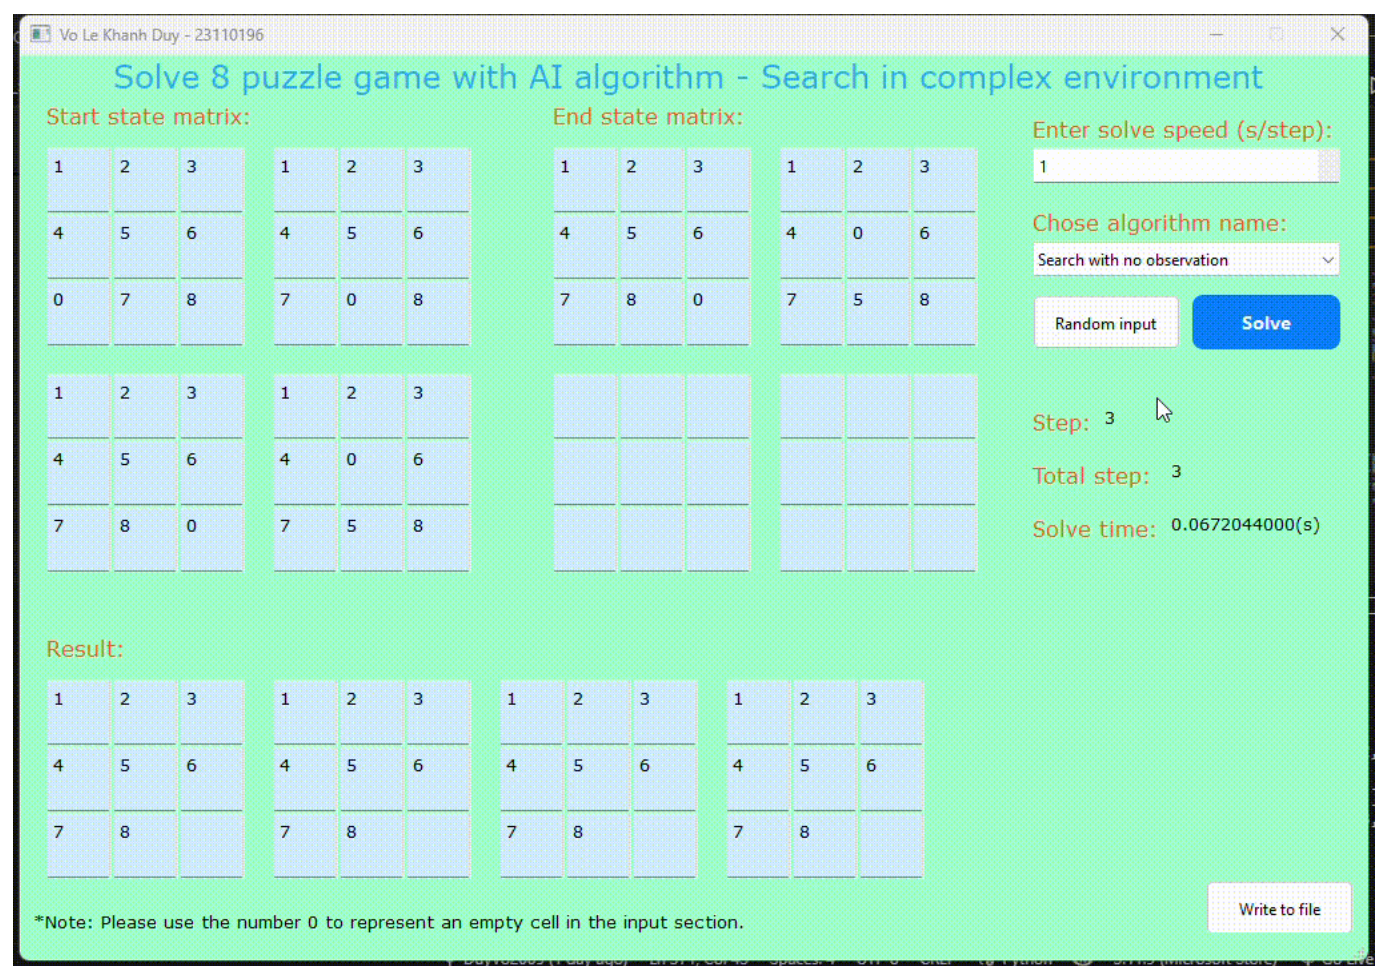 Vo Le Khanh Duy - 23110196
Solve 8 puzzle game with AI algorithm - Search in complex environment
Start state matrix:
End state matrix:
Enter solve speed (s/step):
1 2 3 1 2 3 1 2 3 1 2 3
1
4 5 6 4 5 6 4 5 6 4 0 6
Chose algorithm name:
Search with no observation
0 7 8 7 0 8 7 8 0 7 5 8
Random input
Solve
1 2 3 1 2 3
Step: 3
4 5 6 4 0 6
Total step: 3
7 8 0 7 5 8
Solve time: 0.0672044000(s)
Result:
1 2 3 1 2 3 1 2 3 1 2 3
4 5 6 4 5 6 4 5 6 4 5 6
7 8 7 8 7 8 7 8
Write to file
*Note: Please use the number 0 to represent an empty cell in the input section.